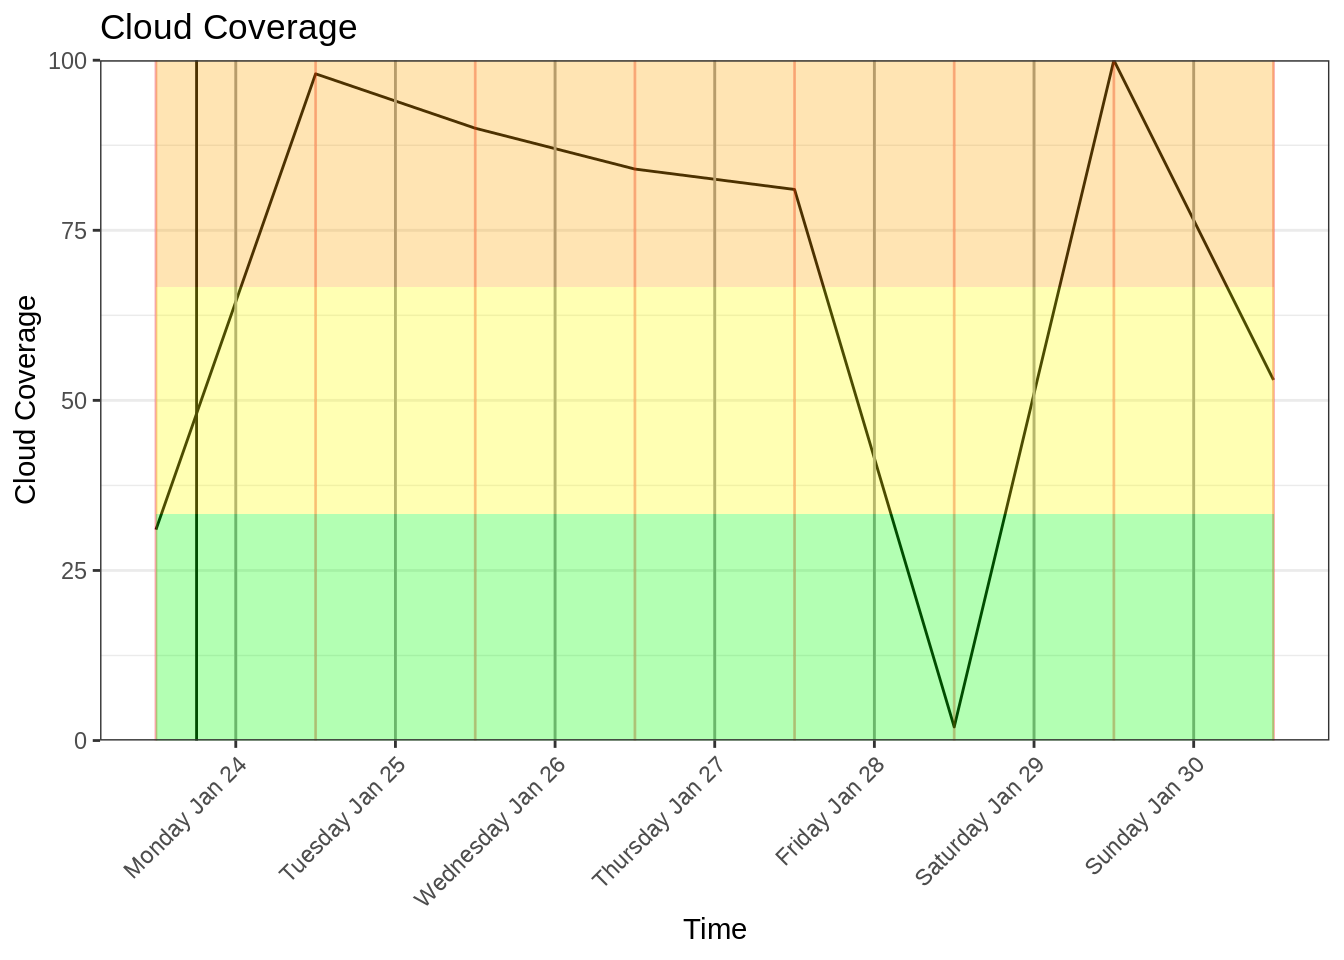 Cloud Coverage
100
75
50
25
0
Cloud Coverage
Monday Jan 24
Tuesday Jan 25
Wednesday Jan 26
Thursday Jan 27
Friday Jan 28
Saturday Jan 29
Sunday Jan 30
Time